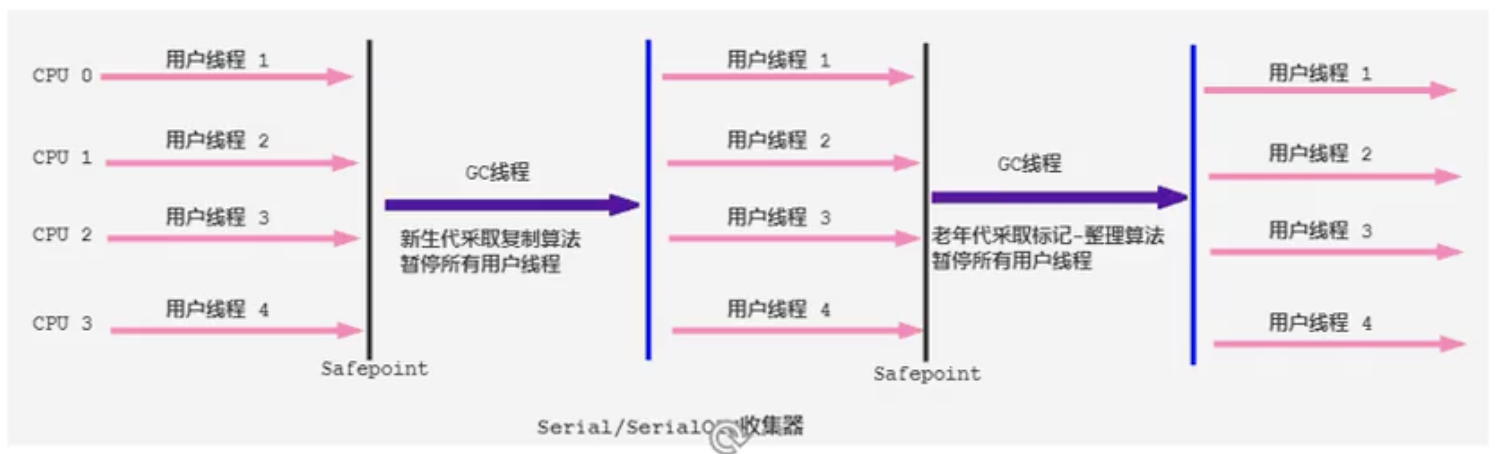 CPU 0
用户线程 1
用户线程 1
用户线程 1
CPU 1
用户线程 2
用户线程 2
用户线程 2
GC线程
GC线程
CPU 2
用户线程 3
用户线程 3
用户线程 3
新生代采取复制算法
暂停所有用户线程
老年代采取标记-整理算法
暂停所有用户线程
CPU 3
用户线程 4
用户线程 4
用户线程 4
Safepoint
Safepoint
Serial/Serial 收集器